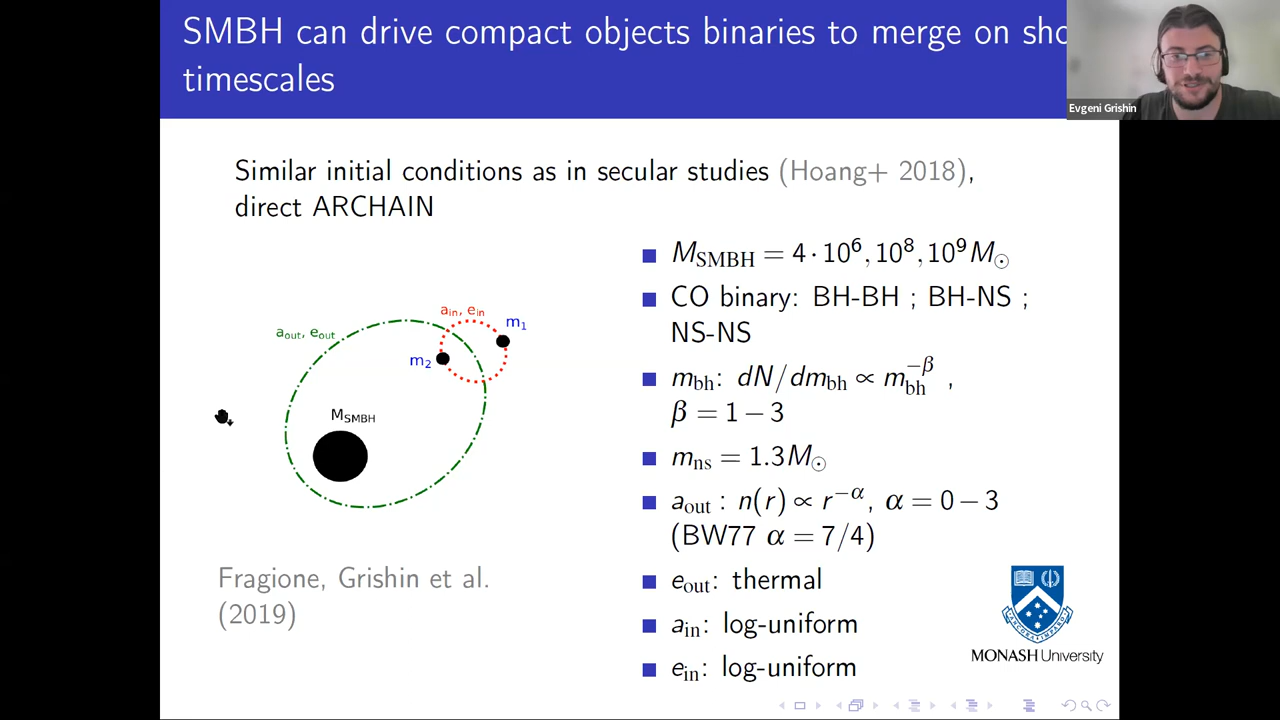 SMBH can drive compact objects binaries to merge on sho
timescales
Evgeni Grishin
Similar initial conditions as in secular studies (Hoang+ 2018),
direct ARCHAIN
M_SMBH = 4 · 10^6, 10^8, 10^9 M_⊙
CO binary: BH-BH ; BH-NS ;
NS-NS
m_bh: dN/dm_bh ∝ m_bh^−β ,
β = 1 − 3
m_ns = 1.3M_⊙
a_out : n(r) ∝ r^−α, α = 0 − 3
(BW77 α = 7/4)
e_out: thermal
a_in: log-uniform
e_in: log-uniform
a_in, e_in
m_1
a_out, e_out
m_2
M_SMBH
Fragione, Grishin et al.
(2019)
MONASH University